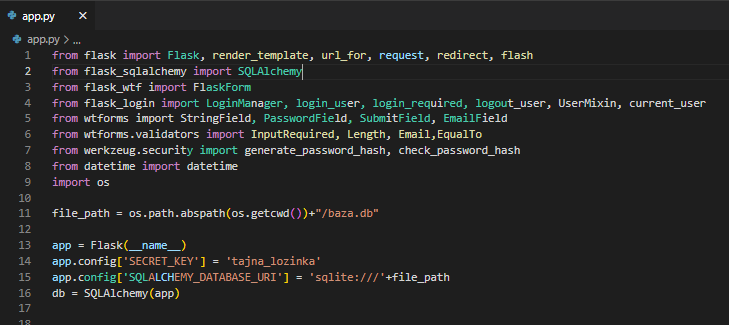 app.py
app.py > ...
1 from flask import Flask, render_template, url_for, request, redirect, flash
2 from flask_sqlalchemy import SQLAlchemy
3 from flask_wtf import FlaskForm
4 from flask_login import LoginManager, login_user, login_required, logout_user, UserMixin, current_user
5 from wtforms import StringField, PasswordField, SubmitField, EmailField
6 from wtforms.validators import InputRequired, Length, Email,EqualTo
7 from werkzeug.security import generate_password_hash, check_password_hash
8 from datetime import datetime
9 import os
10
11 file_path = os.path.abspath(os.getcwd())+"/baza.db"
12
13 app = Flask(__name__)
14 app.config['SECRET_KEY'] = 'tajna_lozinka'
15 app.config['SQLALCHEMY_DATABASE_URI'] = 'sqlite:///'+file_path
16 db = SQLAlchemy(app)
17
18